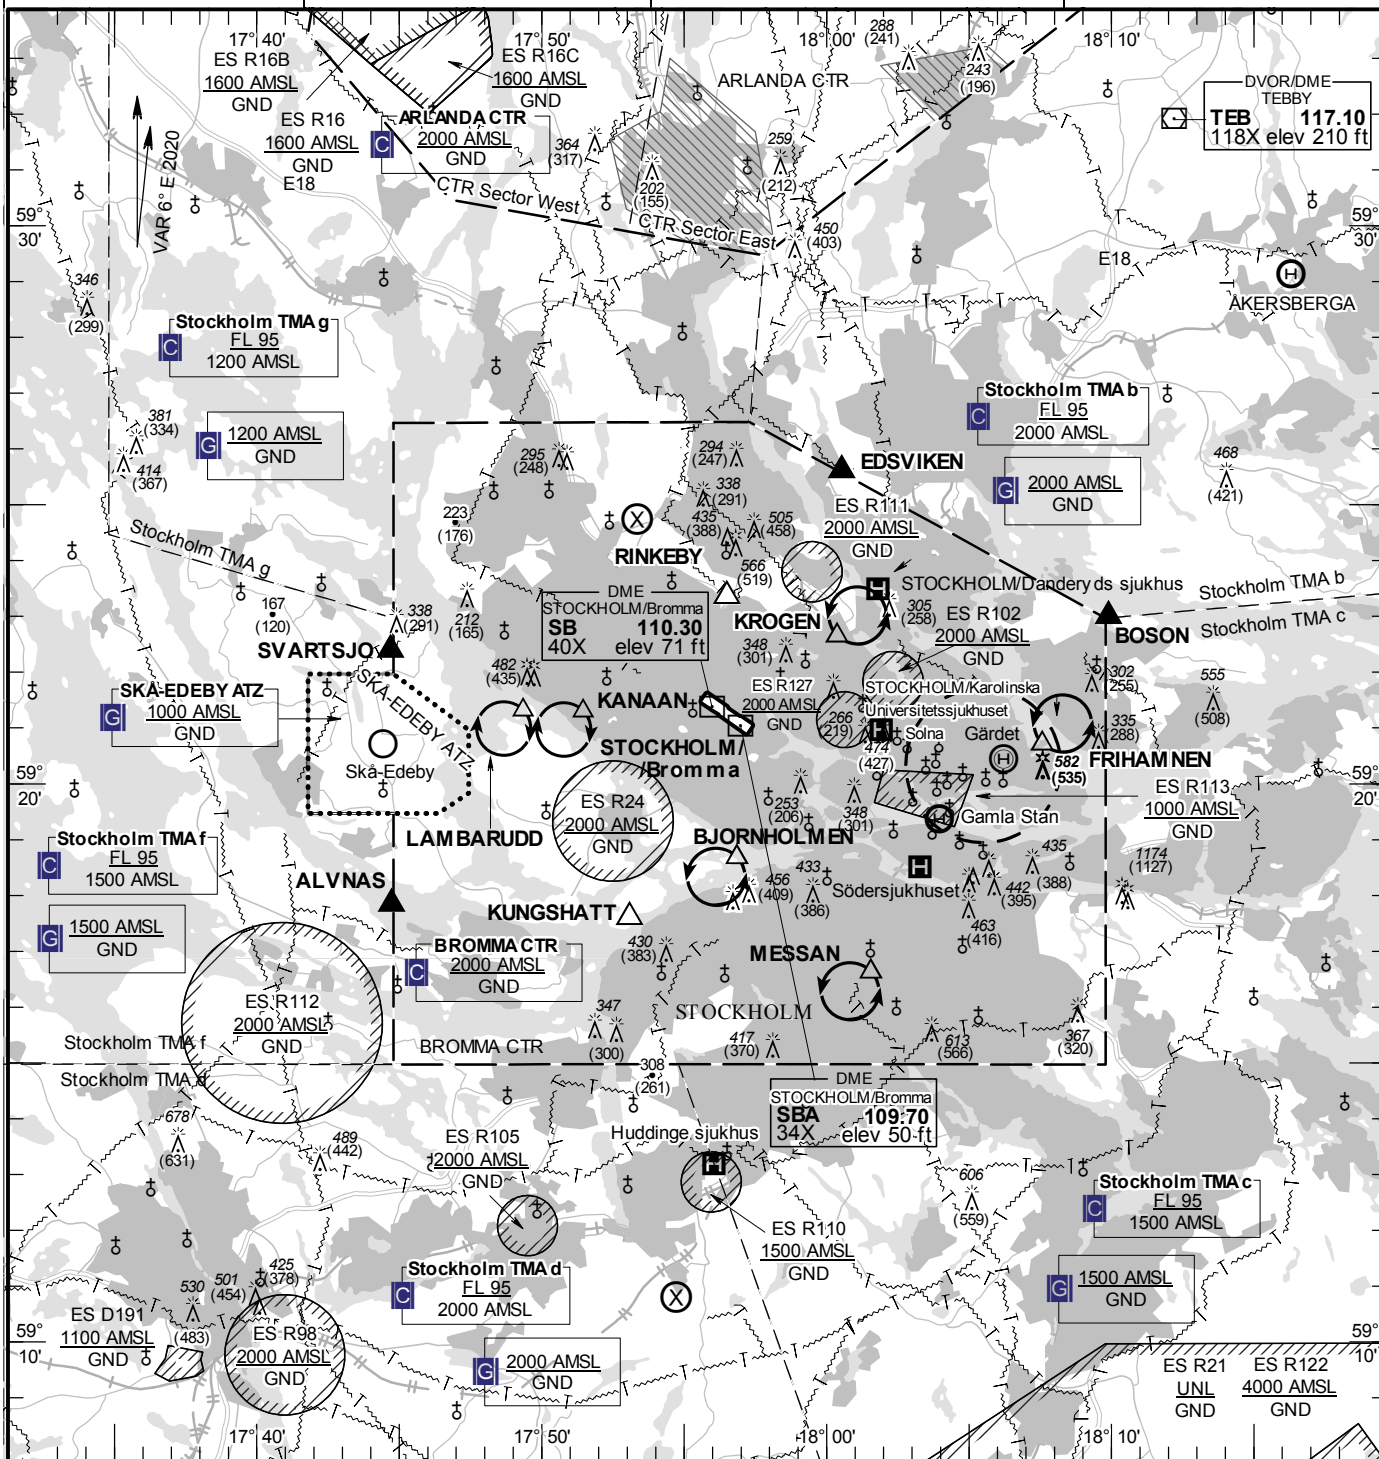 17°40'
17°50'
18°00'
18°10'
288
(241)
243
(196)
ES R16B
1600 AMSL
GND
ES R16C
1600 AMSL
GND
ARLANDA CTR
DVOR/DME
TEBBY
TEB 117.10
118X elev 210 ft
ES R16
1600 AMSL
GND
E18
C
ARLANDA CTR
2000 AMSL
GND
364
(317)
202
(155)
259
(212)
VAR 6° E 2020
CTR Sector West
CTR Sector East
450
(403)
59°
30'
59°
30'
E18
ÅKERSBERGA
346
(299)
C
Stockholm TMA g
FL 95
1200 AMSL
G
1200 AMSL
GND
C
Stockholm TMA b
FL 95
2000 AMSL
G
2000 AMSL
GND
381
(334)
414
(367)
295
(248)
294
(247)
EDSVIKEN
468
(421)
338
(291)
223
(176)
435
(388)
505
(458)
ES R111
2000 AMSL
GND
X
RINKEBY
566
(519)
Stockholm TMA g
STOCKHOLM/Danderyds sjukhus
Stockholm TMA b
Stockholm TMA c
167
(120)
338
(291)
212
(165)
DME
STOCKHOLM/Bromma
SB 110.30
40X elev 71 ft
KROGEN
305
(258)
ES R102
2000 AMSL
GND
BOSON
SVARTSJO
348
(301)
482
(435)
302
(255)
555
(508)
G
SKÅ-EDEBY ATZ
1000 AMSL
GND
SKÅ-EDEBY ATZ
Skå-Edeby
KANAAN
ES R127
2000 AMSL
GND
STOCKHOLM/Karolinska
Universitetssjukhuset
266
(219)
Solna
Gärdet
335
(288)
STOCKHOLM/
/Bromma
474
(427)
582
(535)
FRIHAMNEN
59°
20'
59°
20'
ES R24
2000 AMSL
GND
253
(206)
348
(301)
ES R113
1000 AMSL
GND
Gamla Stan
LAMBARUDD
BJORNHOLMEN
C
Stockholm TMA f
FL 95
1500 AMSL
ALVNAS
433
(386)
435
(388)
1174
(1127)
456
(409)
Södersjukhuset
442
(395)
G
1500 AMSL
GND
KUNGSHATT
463
(416)
C
BROMMA CTR
2000 AMSL
GND
430
(383)
MESSAN
ES R112
2000 AMSL
GND
347
(300)
STOCKHOLM
417
(370)
613
(566)
367
(320)
Stockholm TMA f
BROMMA CTR
Stockholm TMA d
308
(261)
DME
STOCKHOLM/Bromma
SBA 109.70
34X elev 50 ft
678
(631)
489
(442)
ES R105
2000 AMSL
GND
Huddinge sjukhus
606
(559)
C
Stockholm TMA c
FL 95
1500 AMSL
ES R110
1500 AMSL
GND
425
(378)
501
(454)
530
(483)
C
Stockholm TMA d
FL 95
2000 AMSL
X
G
1500 AMSL
GND
ES D191
1100 AMSL
GND
ES R98
2000 AMSL
GND
59°
10'
59°
10'
G
2000 AMSL
GND
ES R21
UNL
GND
ES R122
4000 AMSL
GND
17°40'
17°50'
18°00'
18°10'